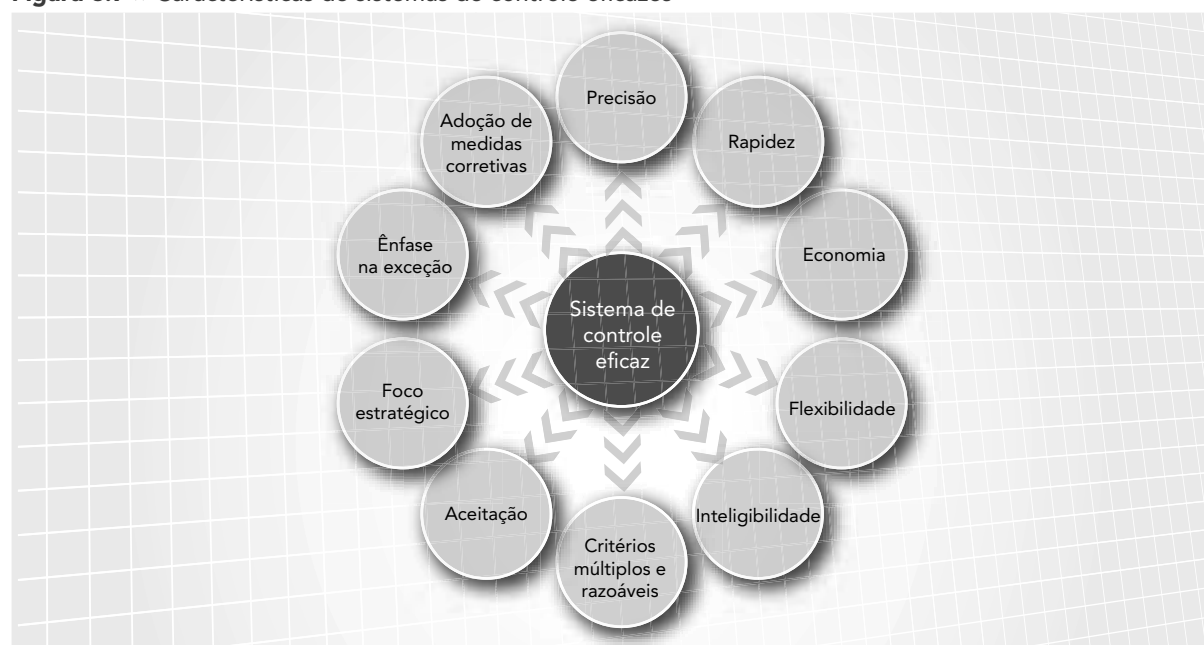 Precisão
Rapidez
Economia
Flexibilidade
Inteligibilidade
Critérios
múltiplos e
razoáveis
Aceitação
Foco
estratégico
Ênfase
na exceção
Adoção de
medidas
corretivas
Sistema de
controle
eficaz